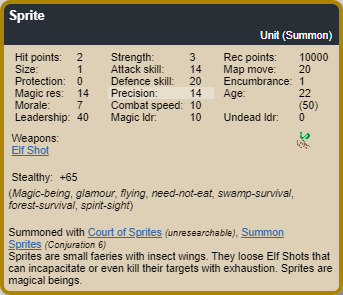 Sprite
Unit (Summon)
Hit points: 2 Strength: 3 Rec points: 10000
Size: 1 Attack skill: 14 Map move: 20
Protection: 0 Defence skill: 20 Encumbrance: 1
Magic res: 14 Precision: 14 Age: 22
Morale: 7 Combat speed: 10 (50)
Leadership: 40 Magic ldr: 10 Undead ldr: 0
Weapons:
Elf Shot
Stealthy: +65
(Magic-being, glamour, flying, need-not-eat, swamp-survival,
forest-survival, spirit-sight)
Summoned with Court of Sprites (unresearchable), Summon
Sprites (Conjuration 6)
Sprites are small faeries with insect wings. They loose Elf Shots that
can incapacitate or even kill their targets with exhaustion. Sprites are
magical beings.